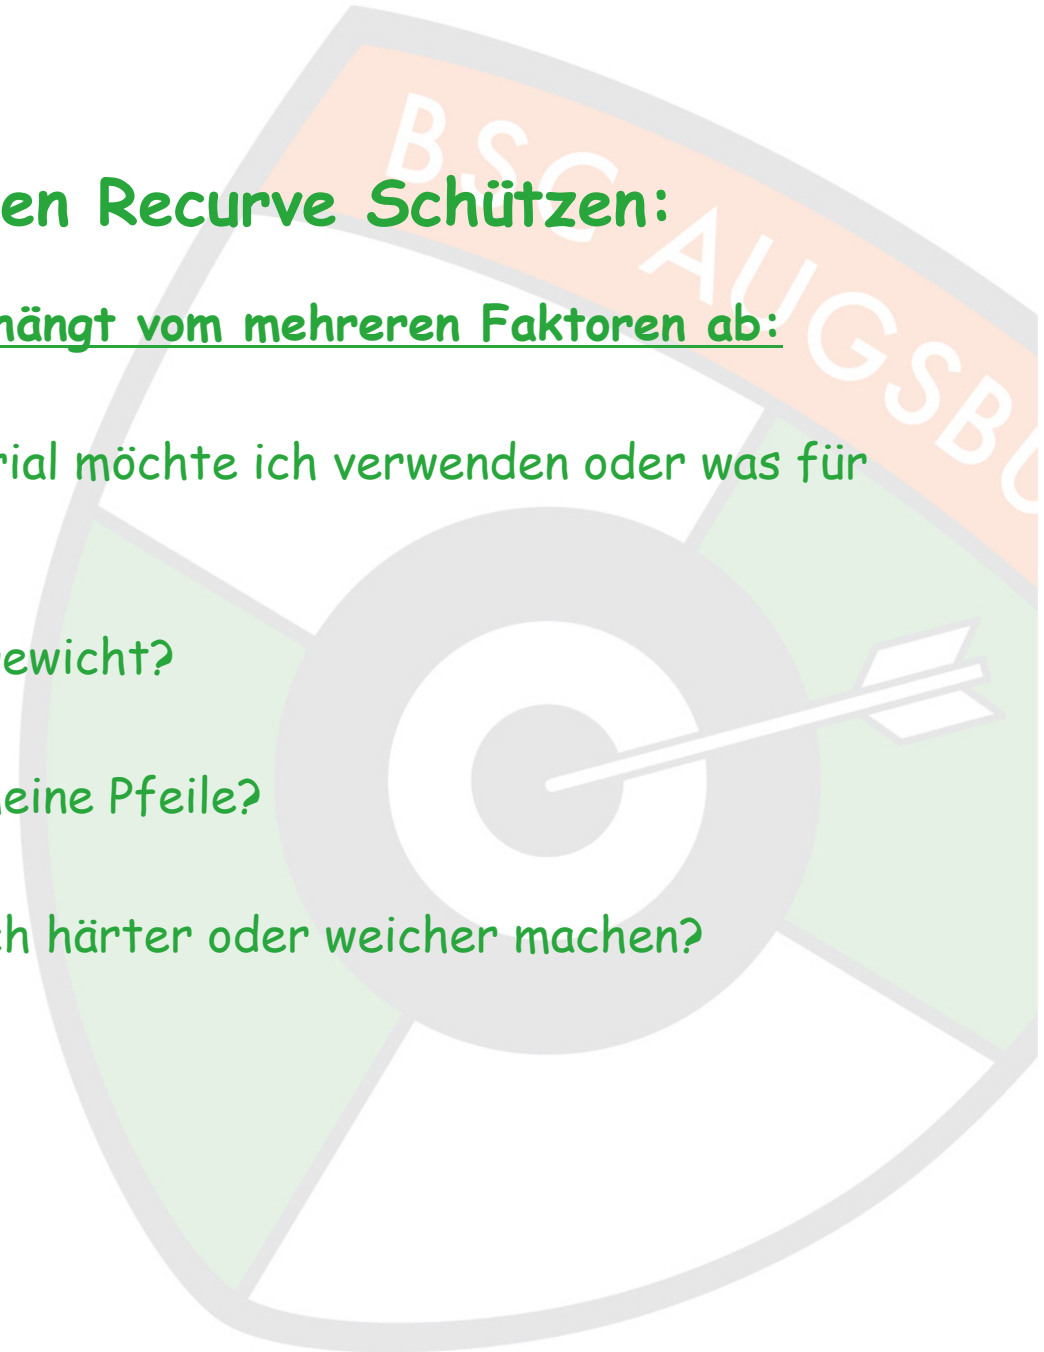 BSC AUGSBU
en Recurve Schützen:
hängt vom mehreren Faktoren ab:
rial möchte ich verwenden oder was für
ewicht?
eine Pfeile?
ch härter oder weicher machen?